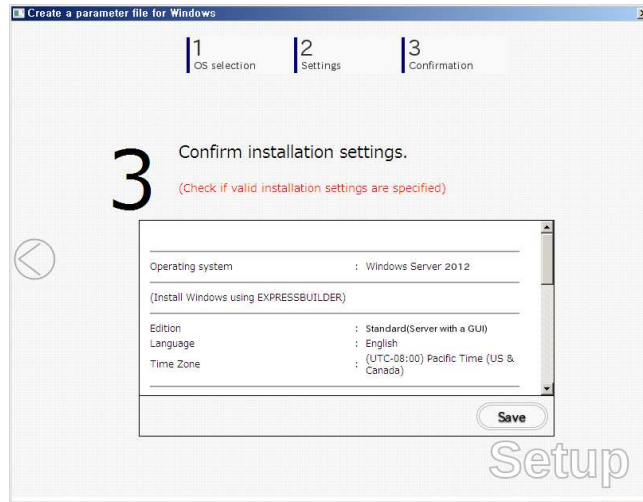 Create a parameter file for Windows
1 2 3
OS selection Settings Confirmation
3 Confirm installation settings.
(Check if valid installation settings are specified)
Operating system : Windows Server 2012
(Install Windows using EXPRESSBUILDER)
Edition : Standard(Server with a GUI)
Language : English
Time Zone : (UTC-08:00) Pacific Time (US &
Canada)
Save
Setup